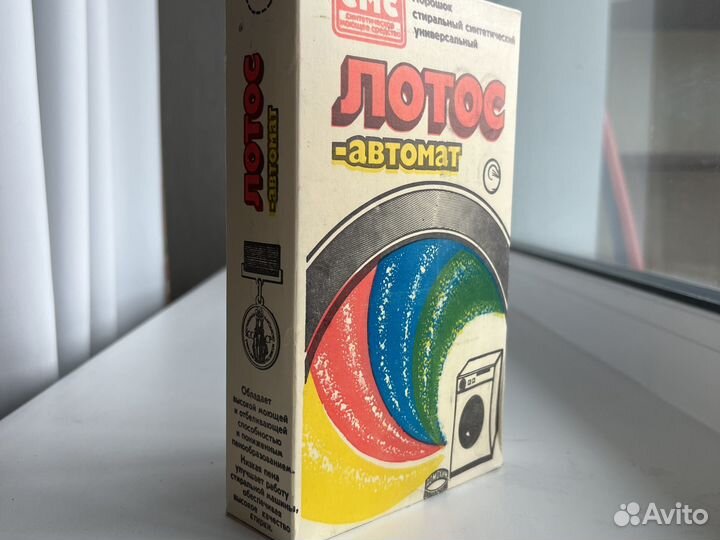 СМС
СИНТЕТИЧЕСКОЕ
МОЮЩЕЕ СРЕДСТВО
Порошок
стиральный синтетический
универсальный
ЛОТОС
-автомат
ЛОТОС
-автомат
Обладает
высокой моющей
и отбеливающей
способностью
и пониженным
пенообразованием.
Низкая пена
улучшает работу
стиральной машины,
обеспечивая
высокое качество
стирки.
Avito